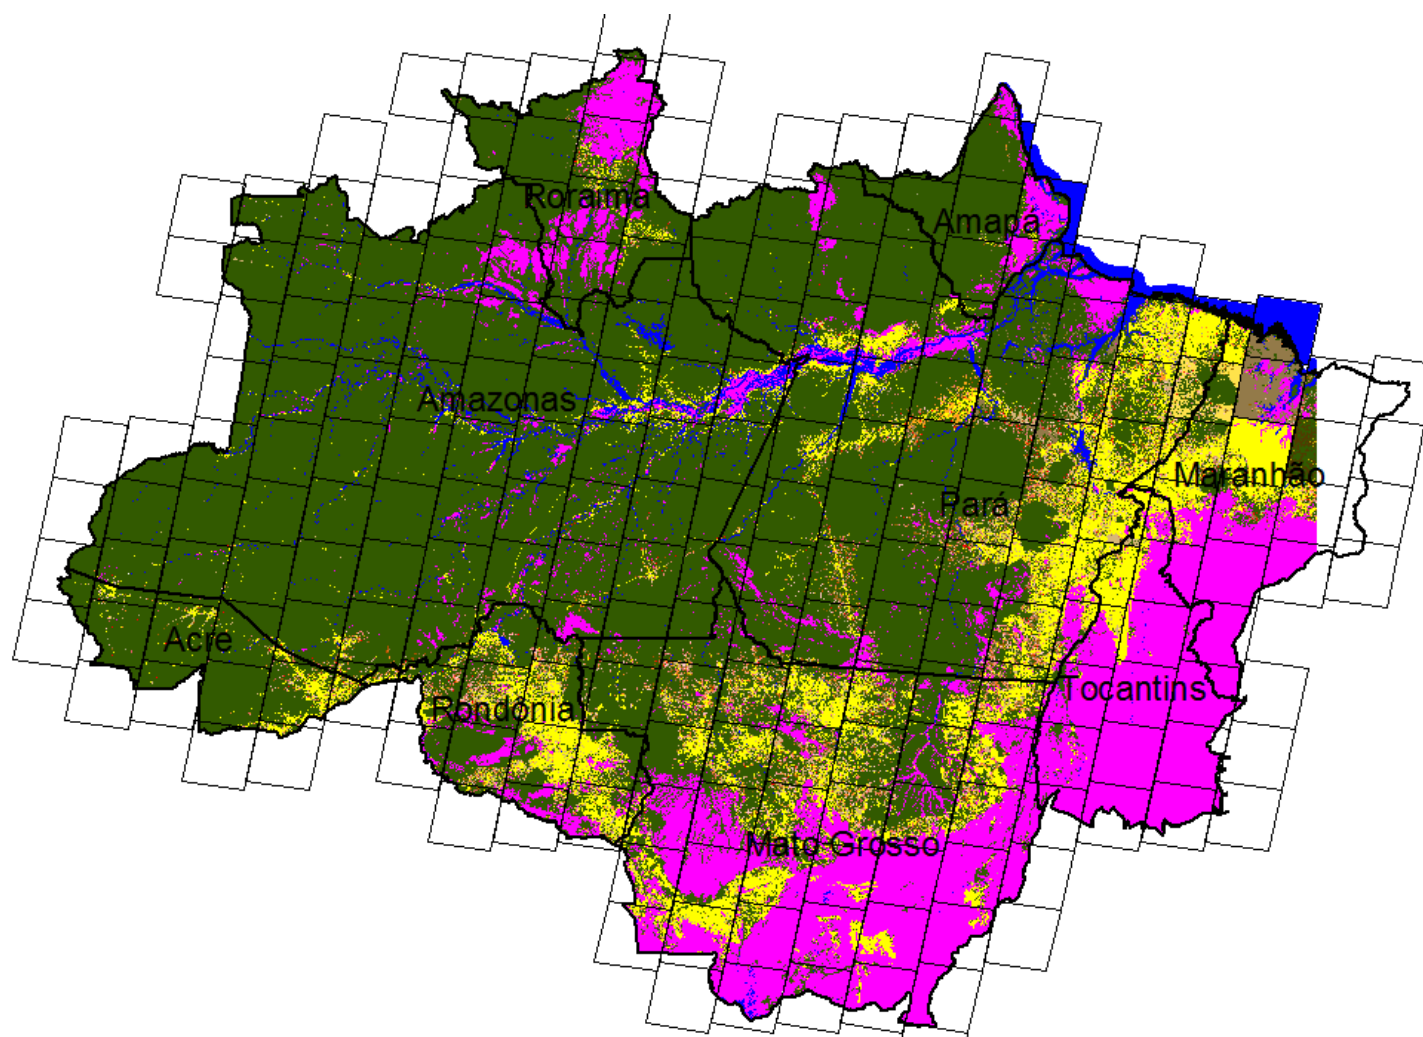 Roraima
Amapá
Amazonas
Maranhão
Pará
Acre
Rondônia
Tocantins
Mato Grosso